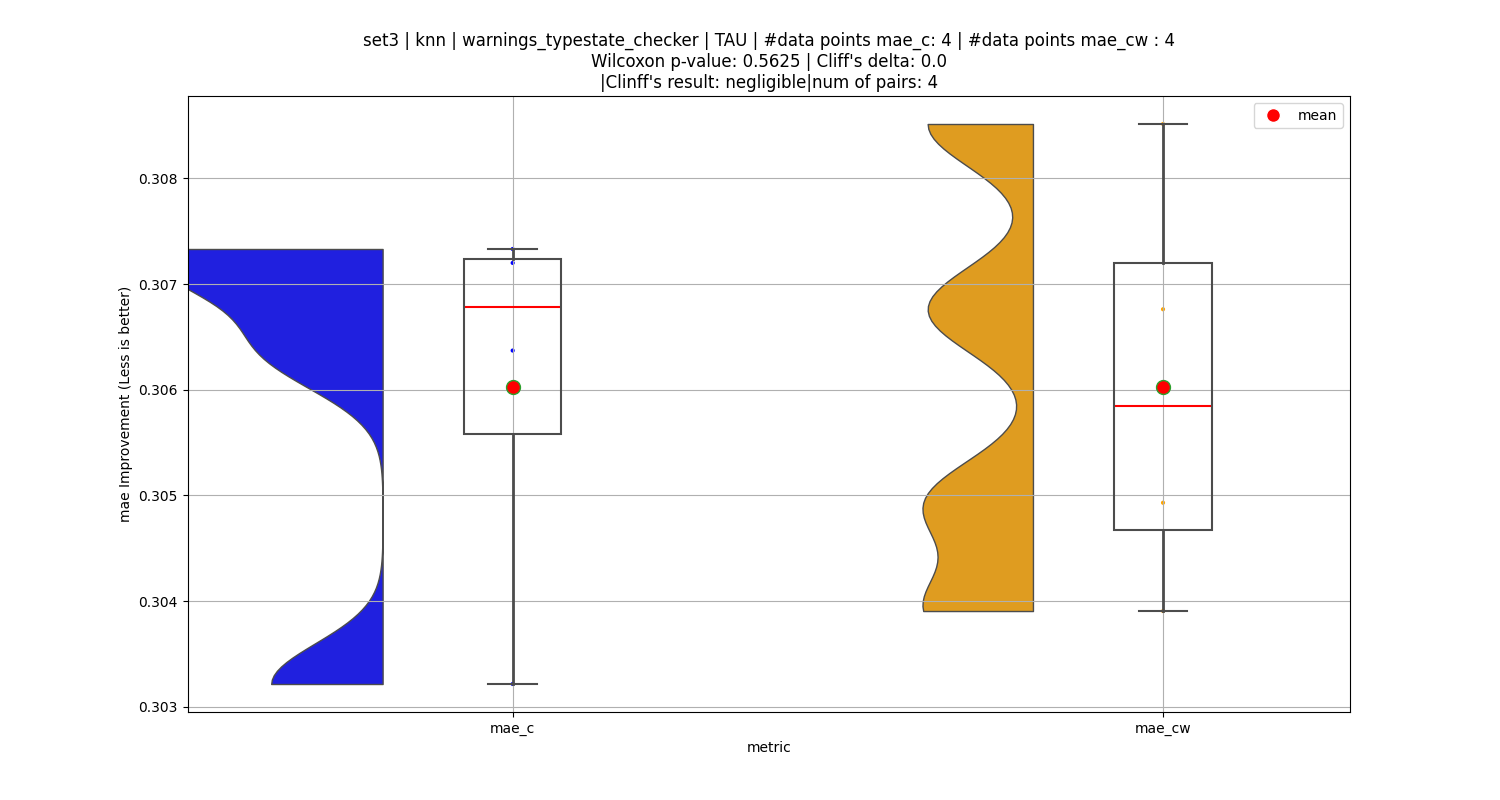 set3 | knn | warnings_typestate_checker | TAU | #data points mae_c: 4 | #data points mae_cw : 4
Wilcoxon p-value: 0.5625 | Cliff's delta: 0.0
|Clinff's result: negligible|num of pairs: 4
mean
0.308
0.307
0.306
0.305
0.304
0.303
mae Improvement (Less is better)
mae_c
mae_cw
metric